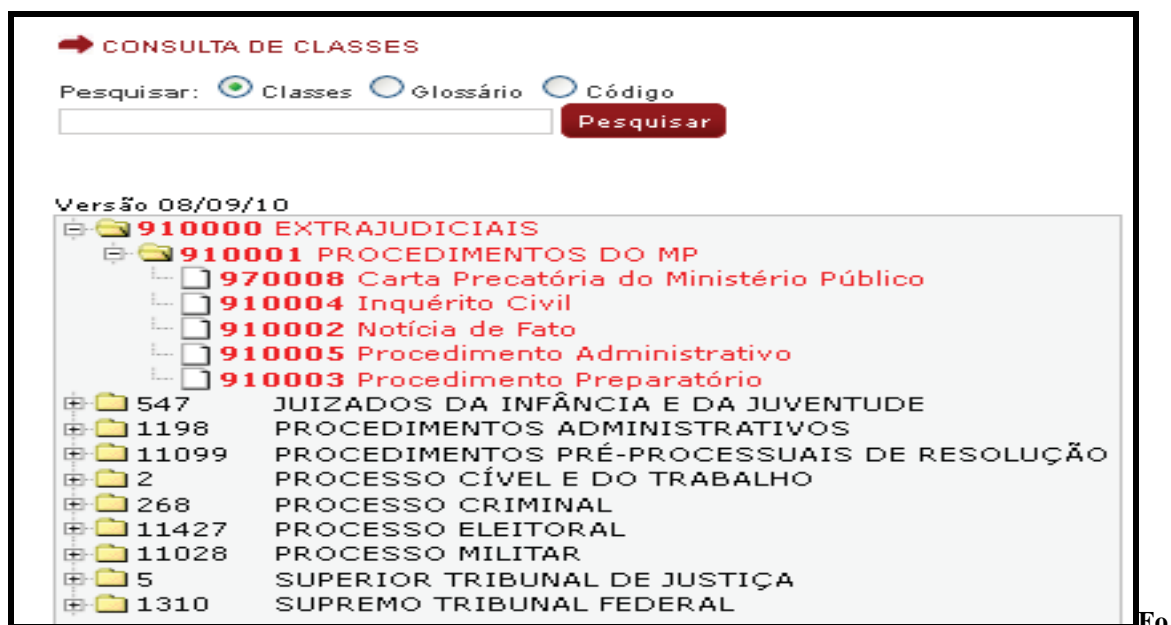 CONSULTA DE CLASSES
Pesquisar: Classes Glossário Código
Pesquisar
Versão 08/09/10
910000 EXTRAJUDICIAIS
910001 PROCEDIMENTOS DO MP
970008 Carta Precatória do Ministério Público
910004 Inquérito Civil
910002 Notícia de Fato
910005 Procedimento Administrativo
910003 Procedimento Preparatório
547 JUIZADOS DA INFÂNCIA E DA JUVENTUDE
1198 PROCEDIMENTOS ADMINISTRATIVOS
11099 PROCEDIMENTOS PRÉ-PROCESSUAIS DE RESOLUÇÃO
2 PROCESSO CÍVEL E DO TRABALHO
268 PROCESSO CRIMINAL
11427 PROCESSO ELEITORAL
11028 PROCESSO MILITAR
5 SUPERIOR TRIBUNAL DE JUSTIÇA
1310 SUPREMO TRIBUNAL FEDERAL